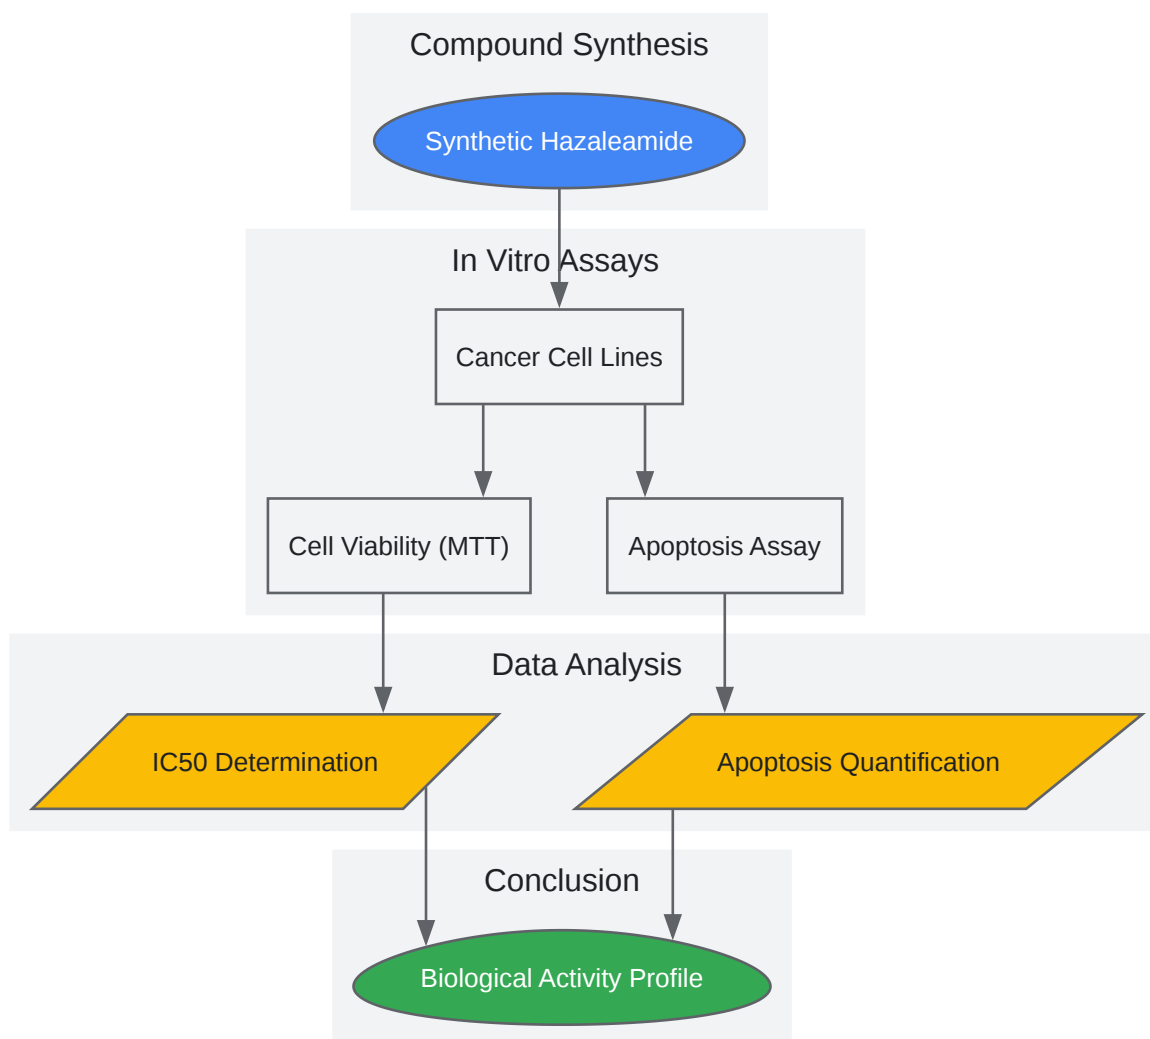 Compound Synthesis
Synthetic Hazaleamide
In Vitro Assays
Cancer Cell Lines
Cell Viability (MTT)
Apoptosis Assay
Data Analysis
IC50 Determination
Apoptosis Quantification
Conclusion
Biological Activity Profile